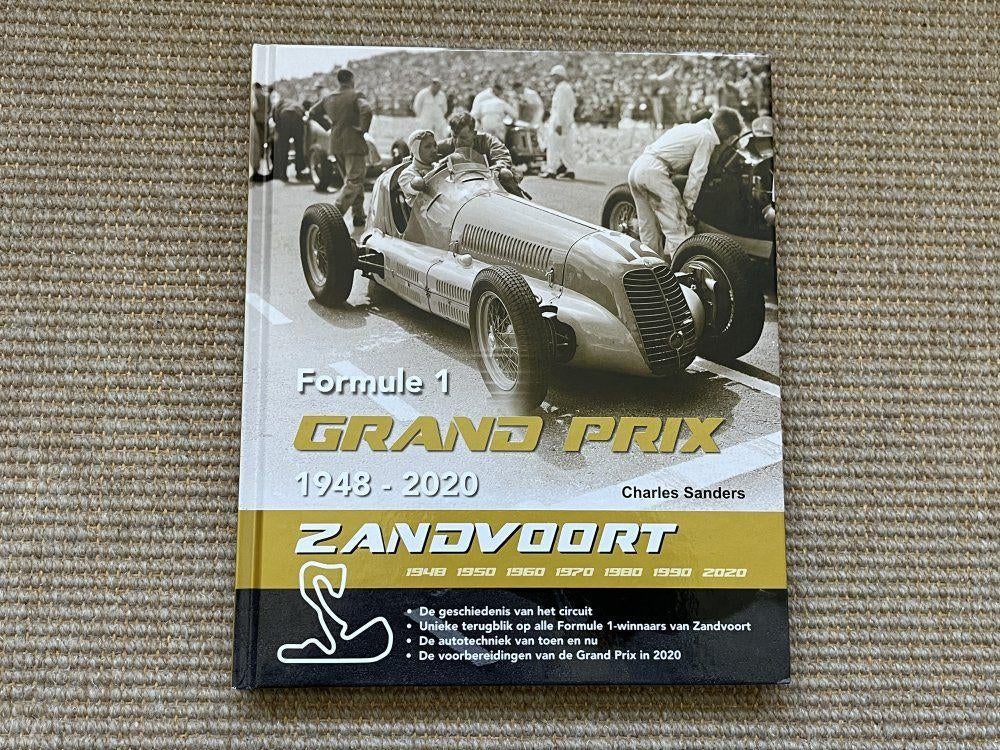 Formule 1
GRAND PRIX
1948 - 2020
Charles Sanders
ZANDVOORT
1948 1950 1960 1970 1980 1990 2020
• De geschiedenis van het circuit
• Unieke terugblik op alle Formule 1-winnaars van Zandvoort
• De autotechniek van toen en nu
• De voorbereidingen van de Grand Prix in 2020